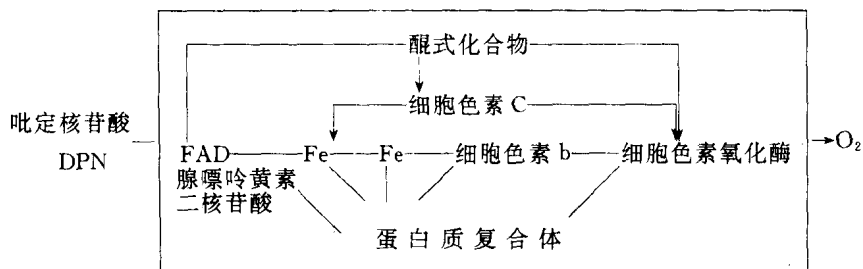 醌式化合物
细胞色素 C
吡定核苷酸
DPN
FAD Fe Fe 细胞色素 b 细胞色素氧化酶 O₂
腺嘌呤黄素
二核苷酸
蛋白质复合体